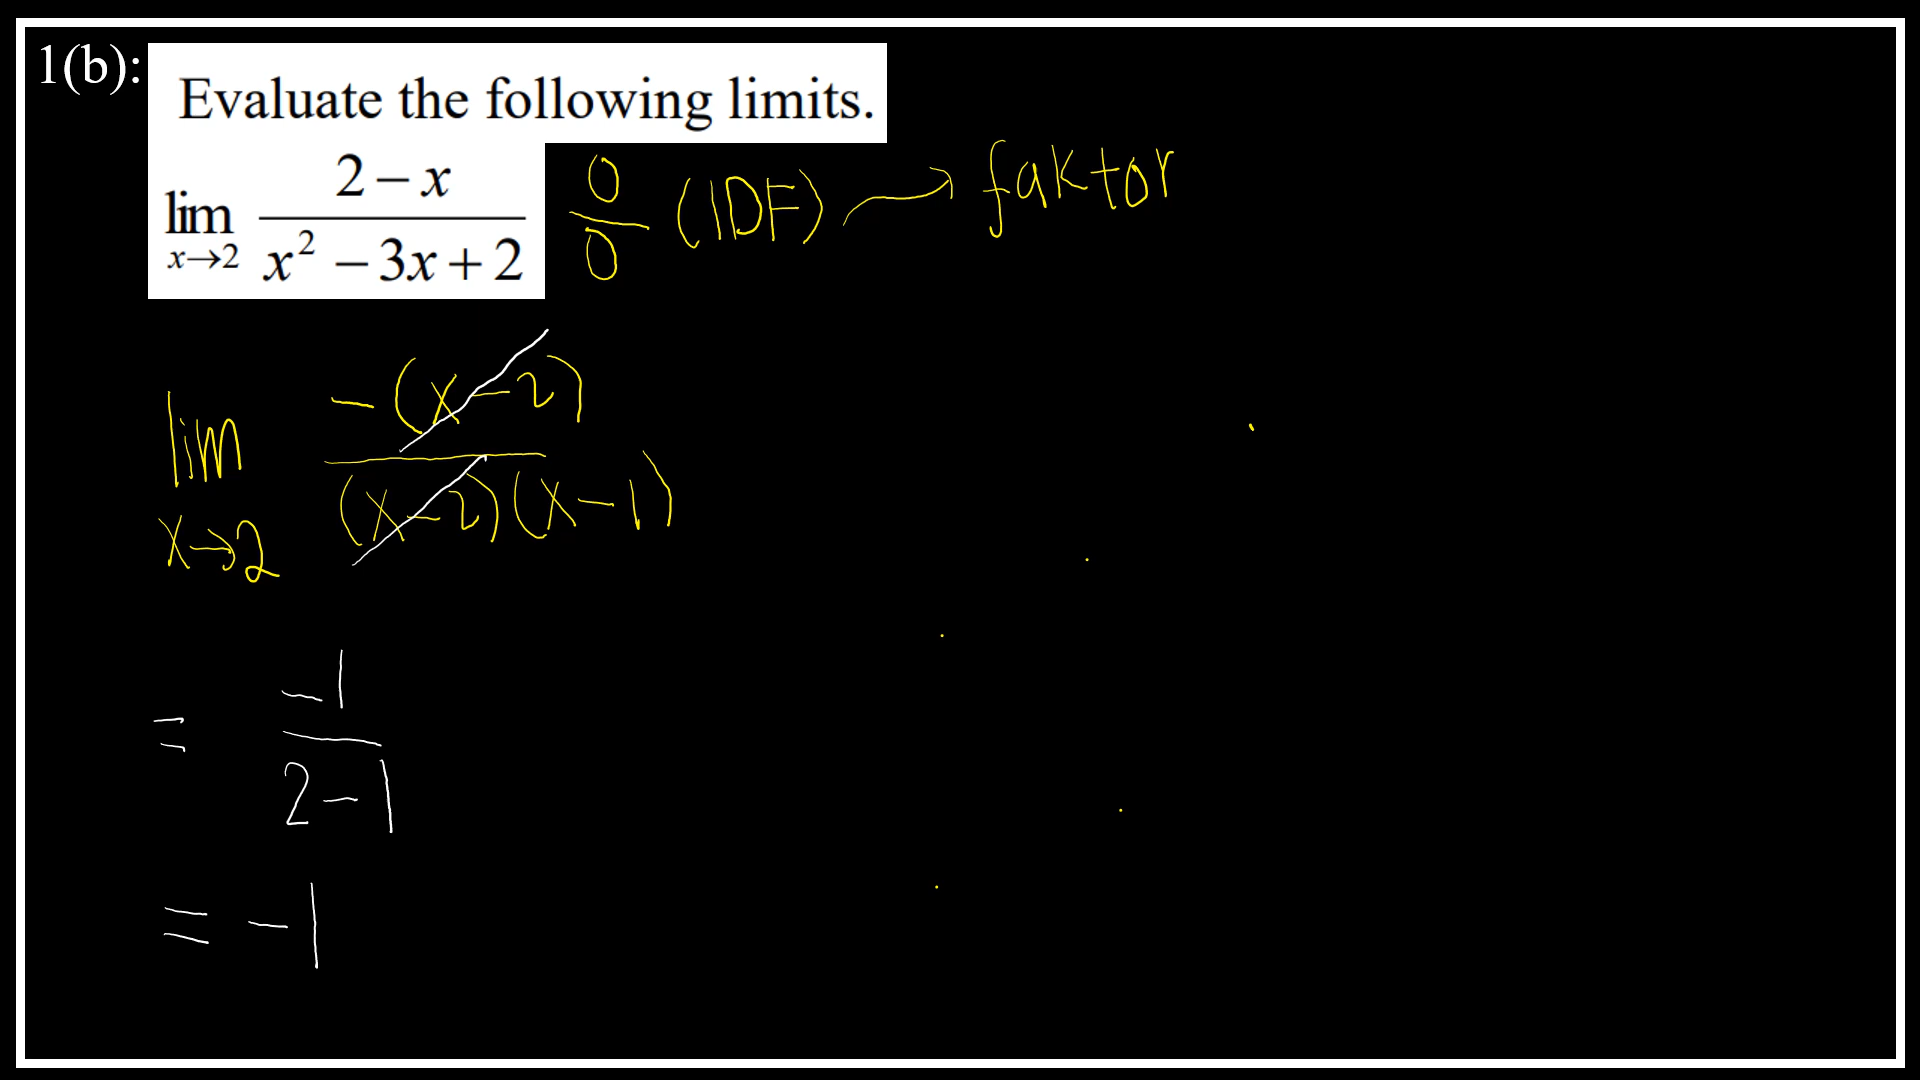 1(b): Evaluate the following limits.
lim x→2 (2 − x)/(x² − 3x + 2) 0/0 (IDF) → faktor
lim x→2 −(x−2)/(x−2)(x−1)
= −1/(2−1)
= −1